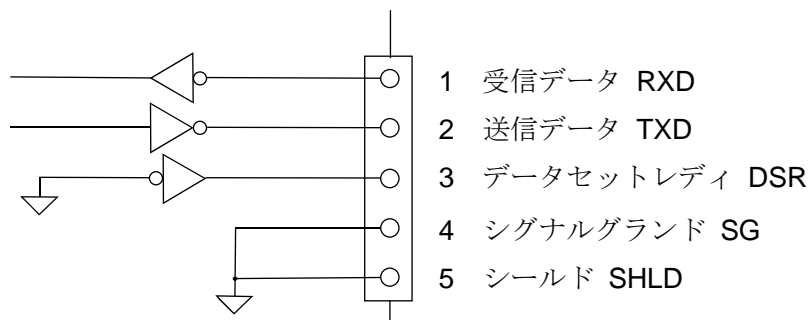 1 受信データ RXD
2 送信データ TXD
3 データセットレディ DSR
4 シグナルグランド SG
5 シールド SHLD